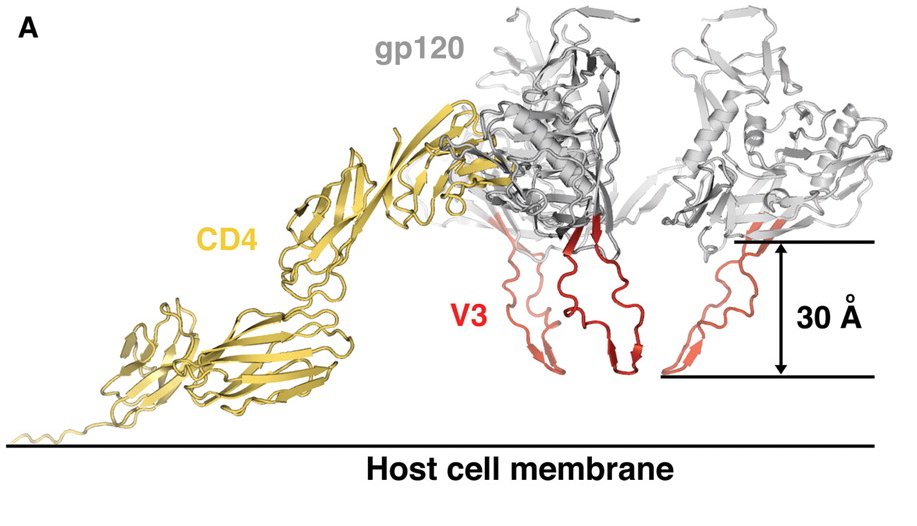 A
gp120
CD4
V3
30 Å
Host cell membrane